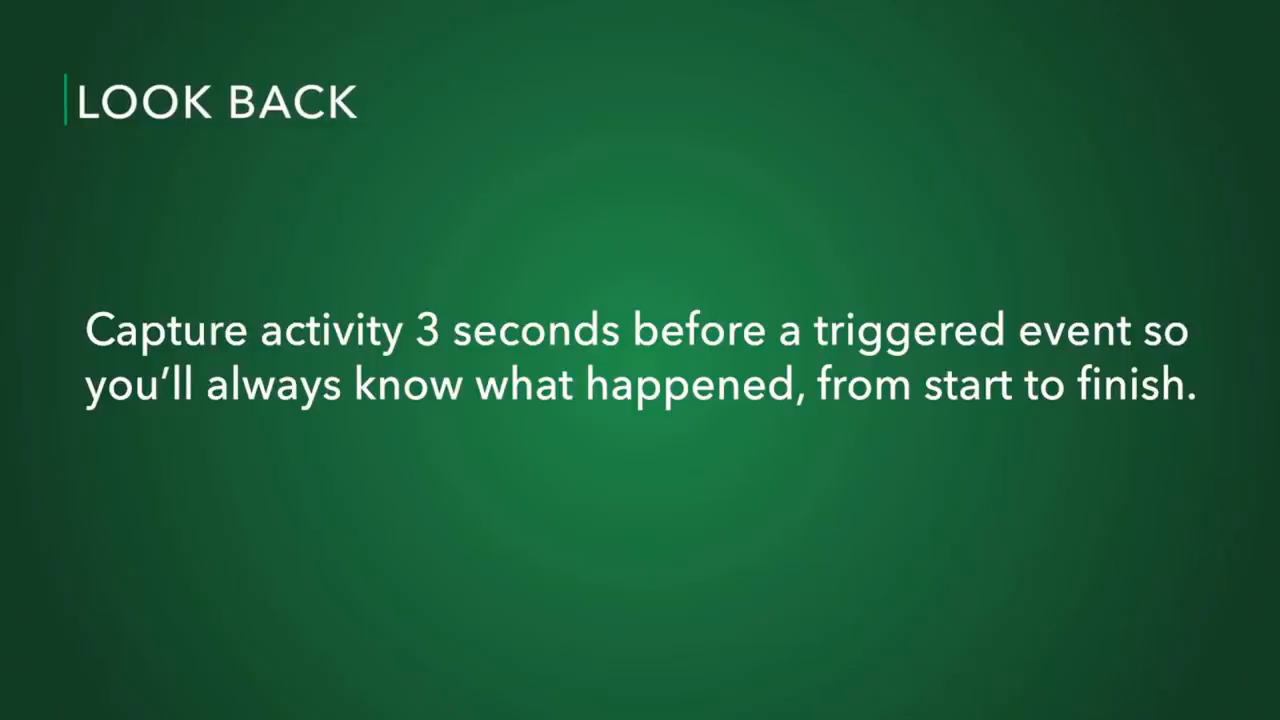 LOOK BACK
Capture activity 3 seconds before a triggered event so
you’ll always know what happened, from start to finish.